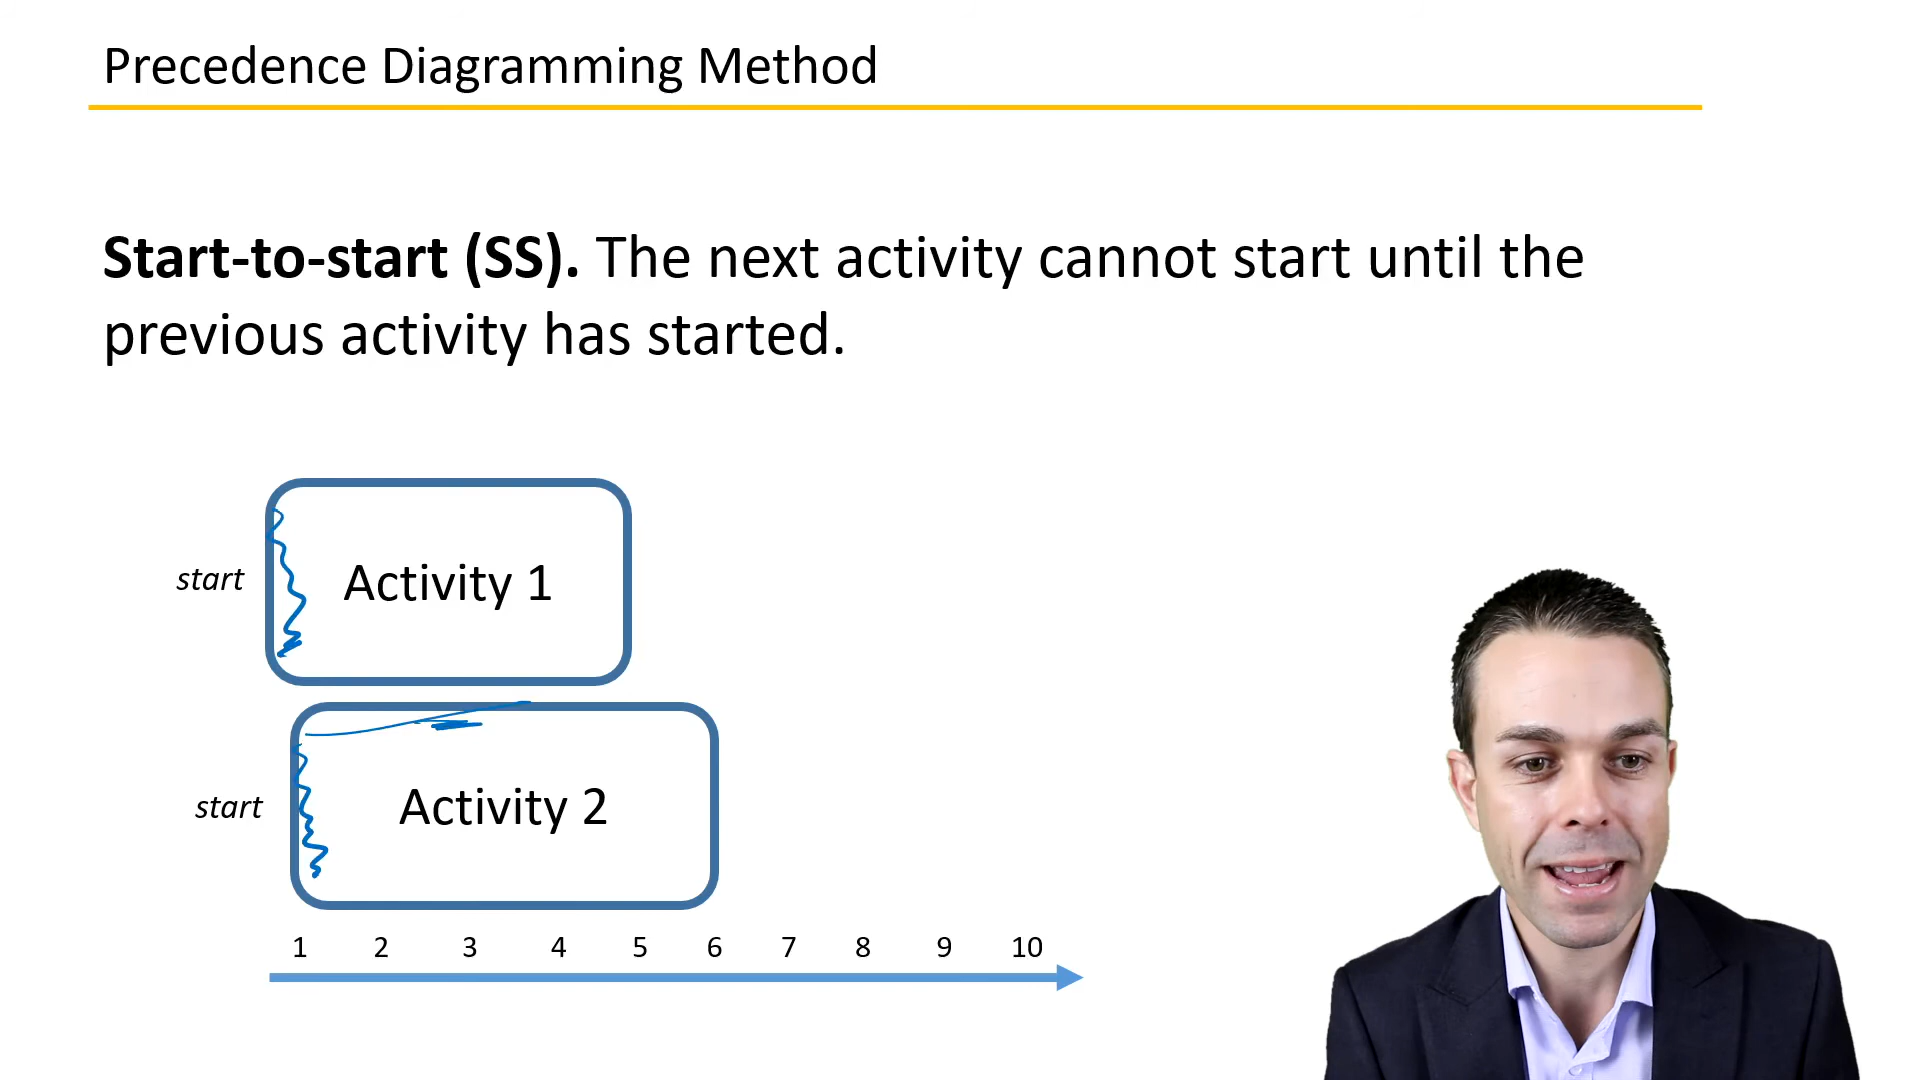 Precedence Diagramming Method
Start-to-start (SS). The next activity cannot start until the
previous activity has started.
start
Activity 1
start
Activity 2
1 2 3 4 5 6 7 8 9 10